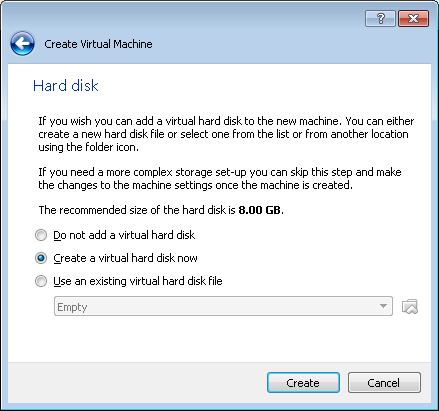 Create Virtual Machine
Hard disk
If you wish you can add a virtual hard disk to the new machine. You can either
create a new hard disk file or select one from the list or from another location
using the folder icon.
If you need a more complex storage set-up you can skip this step and make
the changes to the machine settings once the machine is created.
The recommended size of the hard disk is 8.00 GB.
Do not add a virtual hard disk
Create a virtual hard disk now
Use an existing virtual hard disk file
Empty
Create
Cancel